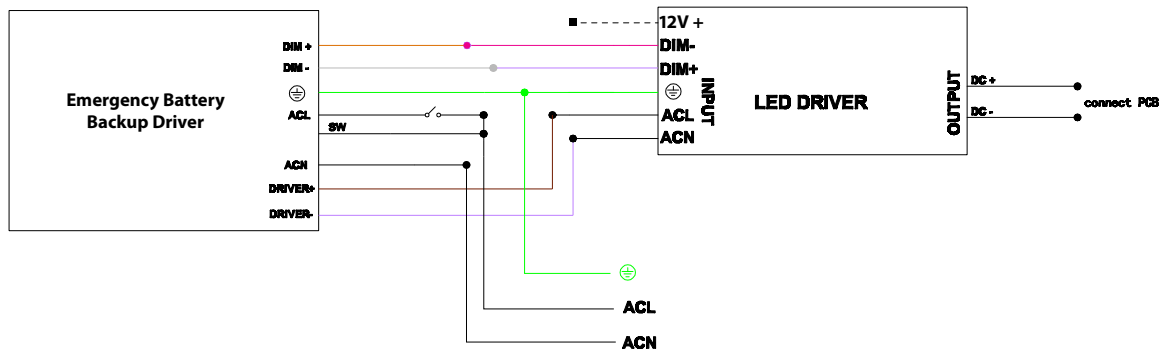 Emergency Battery
Backup Driver
DIM +
DIM -
ACL
SW
ACN
DRIVER+
DRIVER-
12V +
DIM-
DIM+
ACL
ACN
INPUT
LED DRIVER
OUTPUT
DC +
DC -
connect PCB
ACL
ACN